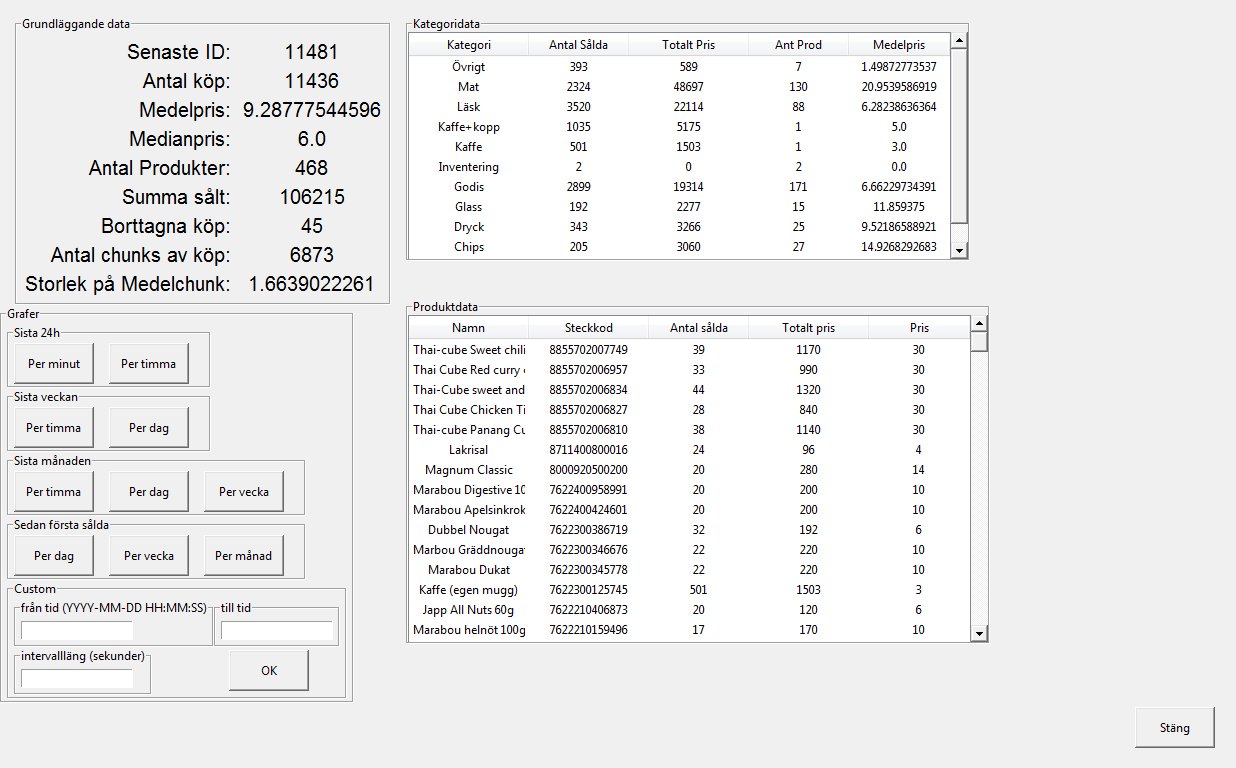 Grundläggande data
Senaste ID: 11481
Antal köp: 11436
Medelpris: 9.28777544596
Medianpris: 6.0
Antal Produkter: 468
Summa sålt: 106215
Borttagna köp: 45
Antal chunks av köp: 6873
Storlek på Medelchunk: 1.6639022261
Grafer
Sista 24h
Per minut Per timma
Sista veckan
Per timma Per dag
Sista månaden
Per timma Per dag Per vecka
Sedan första sålda
Per dag Per vecka Per månad
Custom
från tid (YYYY-MM-DD HH:MM:SS) till tid
intervalllàng (sekunder)
OK
Kategoridata
Kategori Antal Sålda Totalt Pris Ant Prod Medelpris
Övrigt 393 589 7 1.49872773537
Mat 2324 48697 130 20.9539586919
Läsk 3520 22114 88 6.28238636364
Kaffe+kopp 1035 5175 1 5.0
Kaffe 501 1503 1 3.0
Inventering 2 0 2 0.0
Godis 2899 19314 171 6.66229734391
Glass 192 2277 15 11.859375
Dryck 343 3266 25 9.52186588921
Chips 205 3060 27 14.9268292683
Produktdata
Namn Steckkod Antal sålda Totalt pris Pris
Thai-cube Sweet chili 8855702007749 39 1170 30
Thai Cube Red curry 8855702006957 33 990 30
Thai-Cube sweet and 8855702006834 44 1320 30
Thai Cube Chicken Ti 8855702006827 28 840 30
Thai-cube Panang Cu 8855702006810 38 1140 30
Lakrisal 8711400800016 24 96 4
Magnum Classic 8000920500200 20 280 14
Marabou Digestive 10 7622400958991 20 200 10
Marabou Apelsinkrok 7622400424601 20 200 10
Dubbel Nougat 7622300386719 32 192 6
Marbou Gräddnouga 7622300346676 22 220 10
Marabou Dukat 7622300345778 22 220 10
Kaffe (egen mugg) 7622300125745 501 1503 3
Japp All Nuts 60g 7622210406873 20 120 6
Marabou helnöt 100g 7622210159496 17 170 10
Stäng